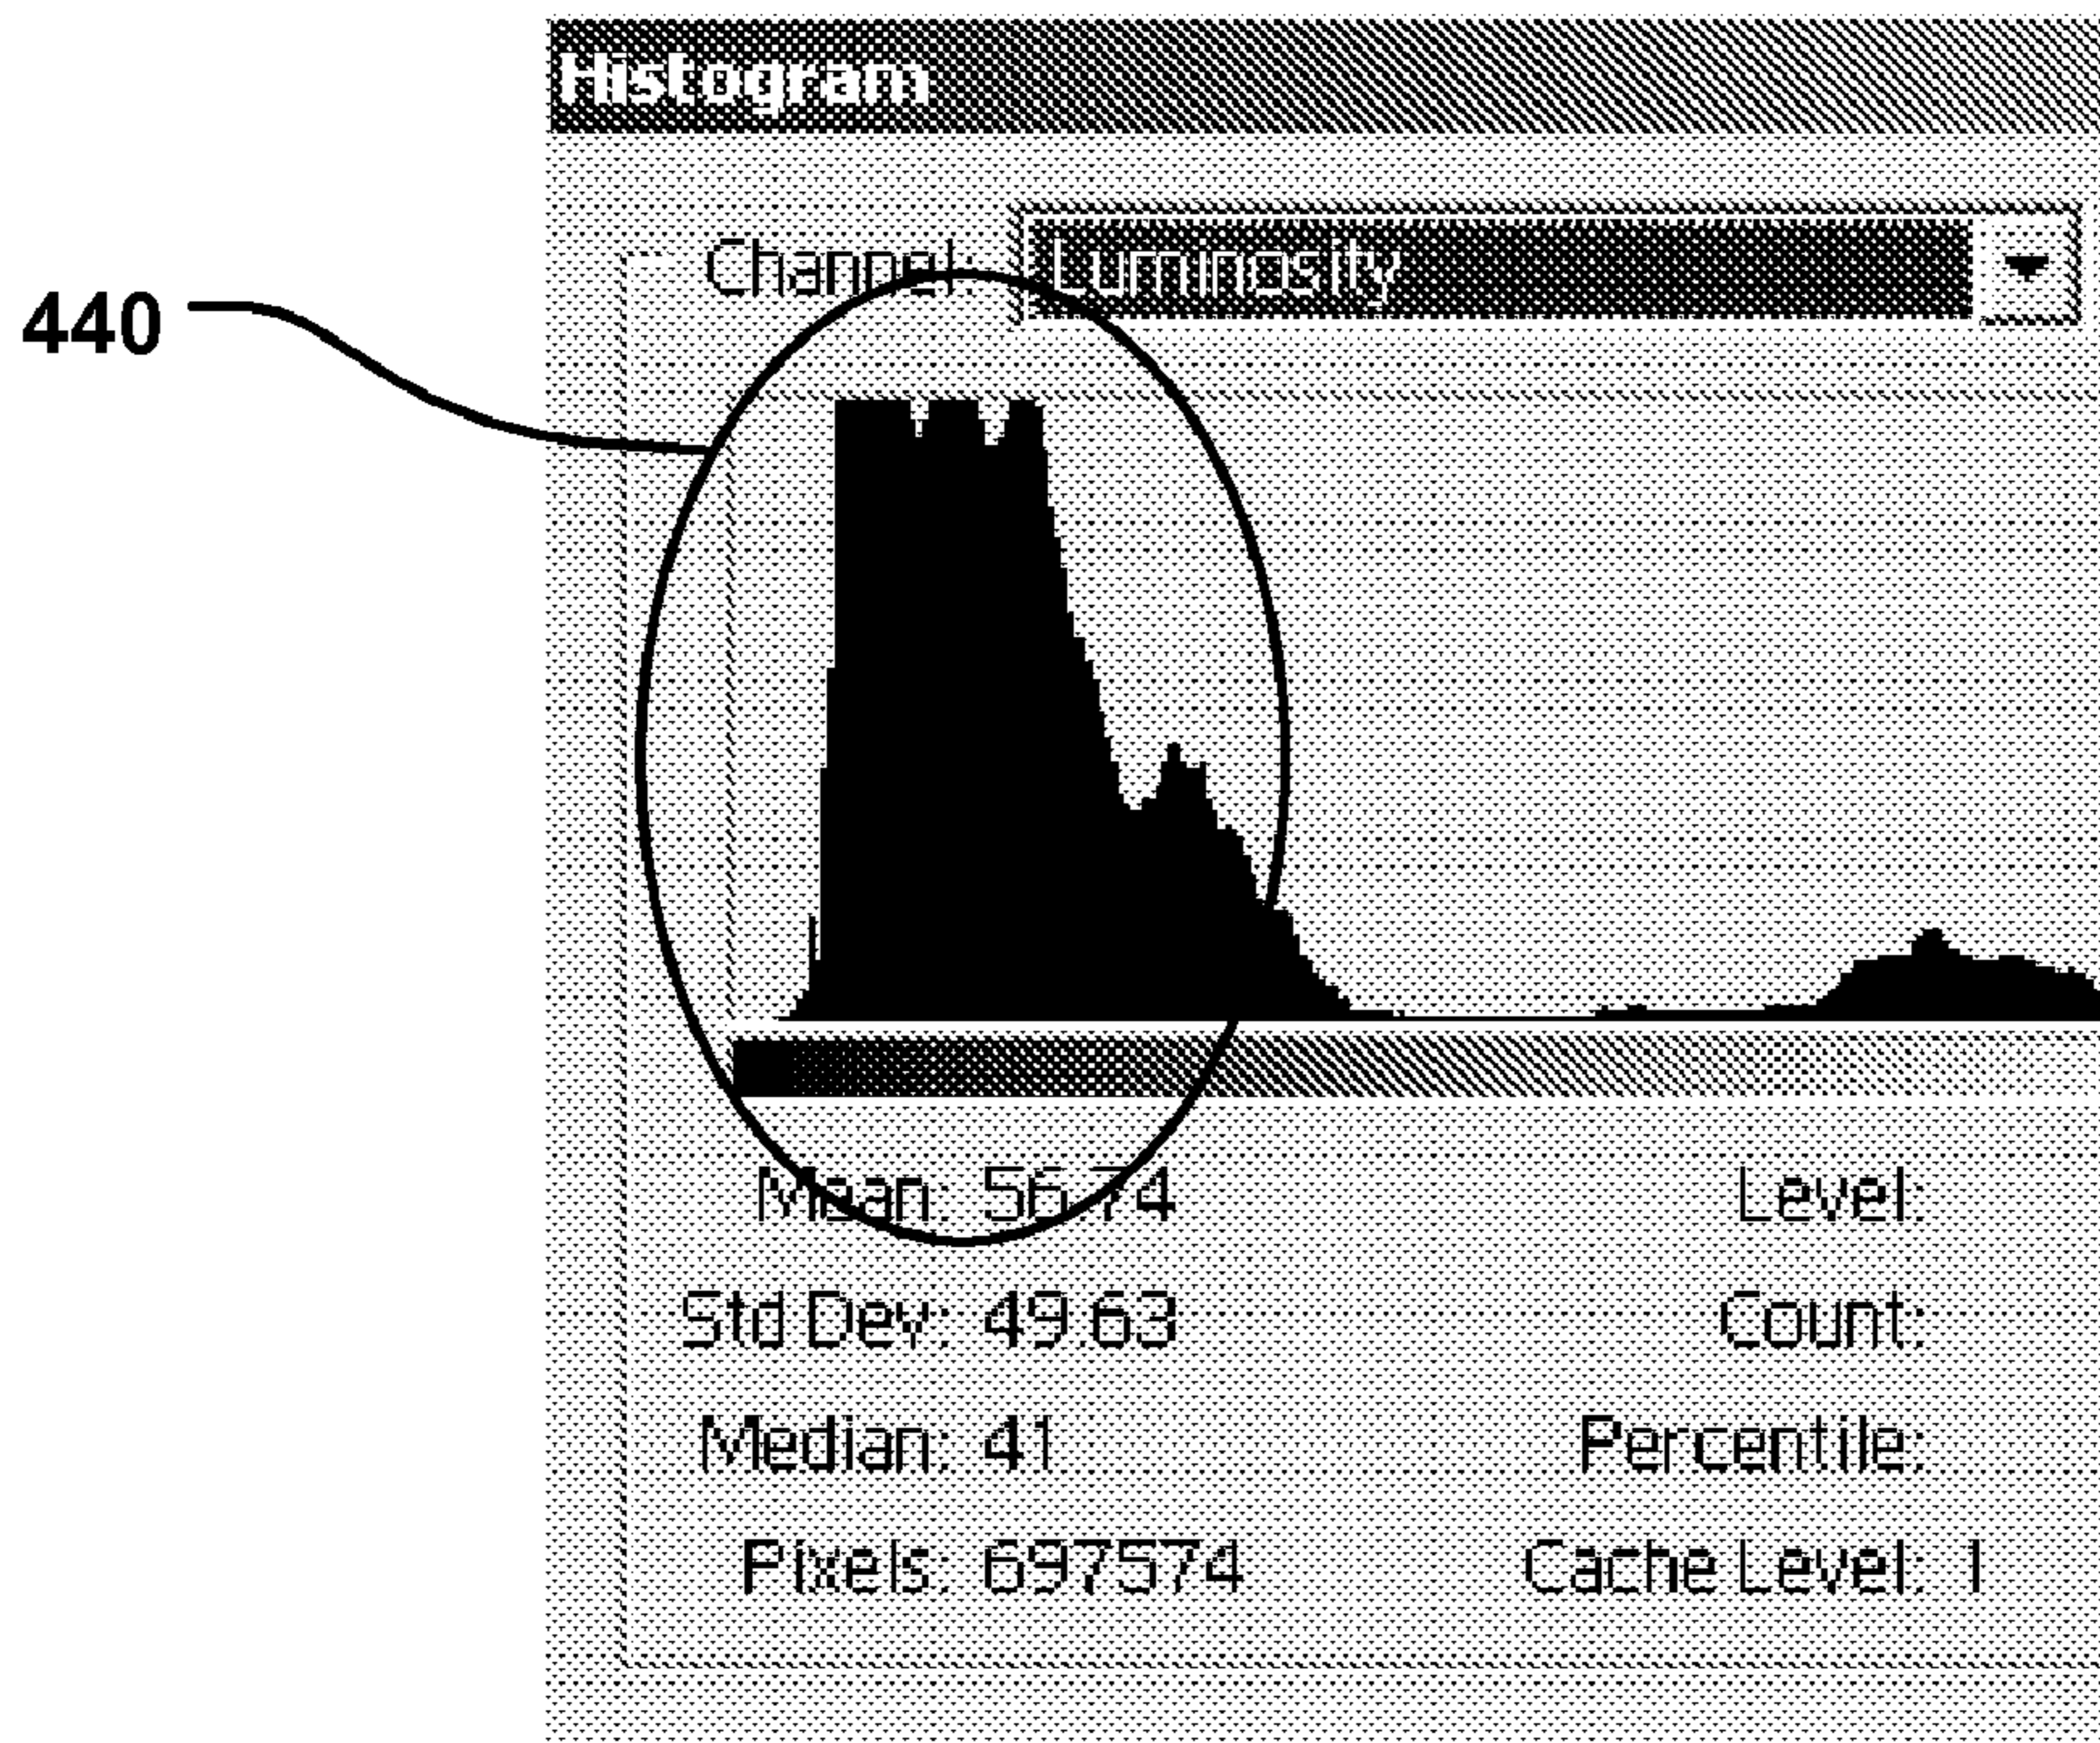 Histogram
Channel: Luminosity
440
Mean: 56.74 Level:
Std Dev: 49.63 Count:
Median: 41 Percentile:
Pixels: 697574 Cache Level: 1